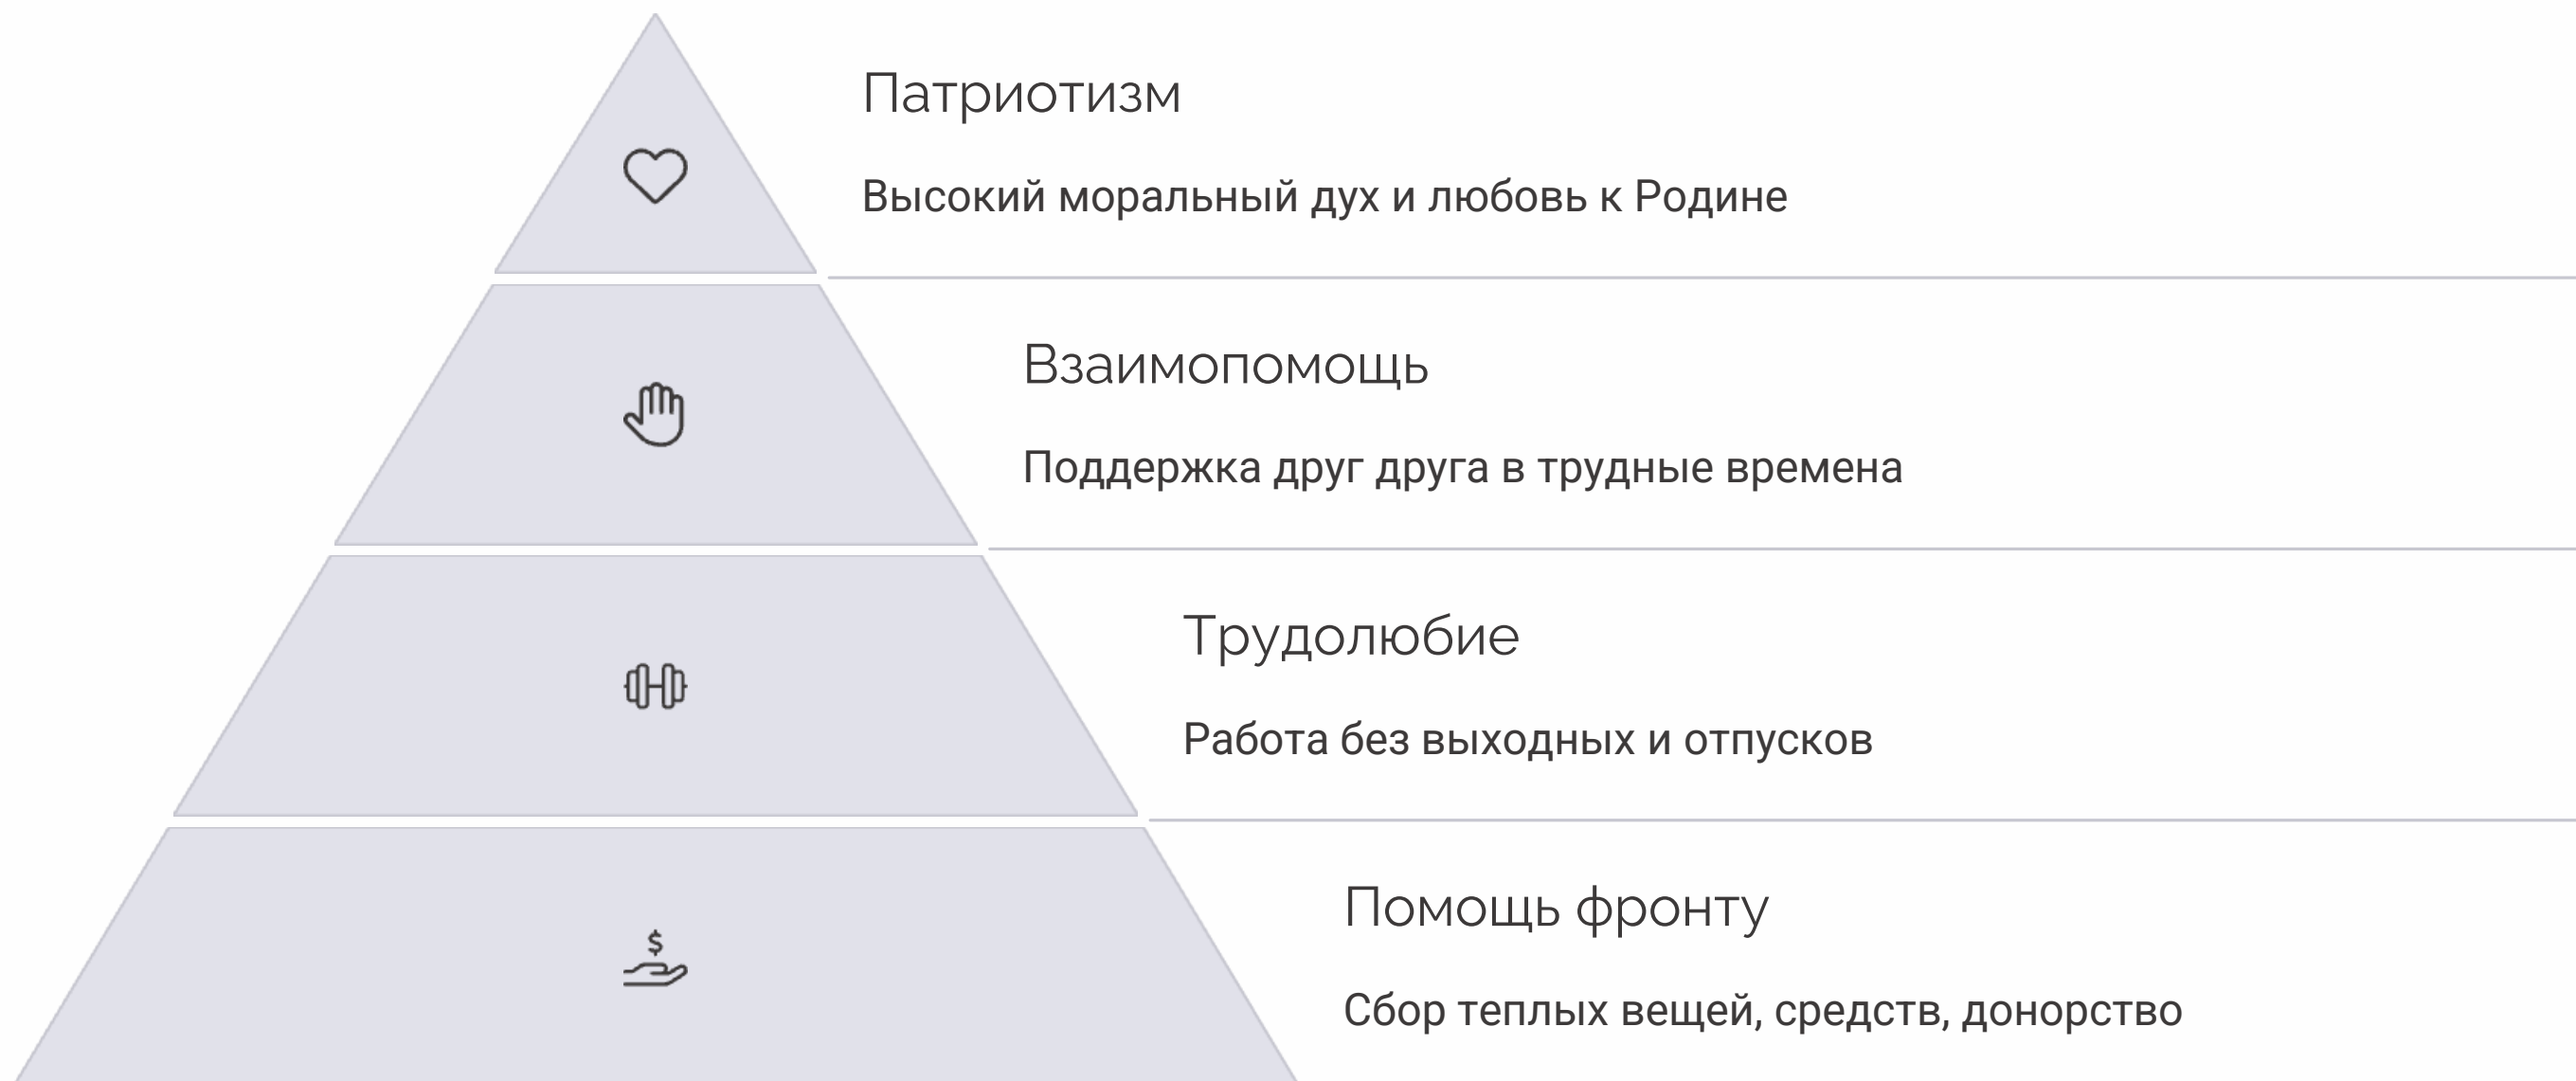 Патриотизм
Высокий моральный дух и любовь к Родине
Взаимопомощь
Поддержка друг друга в трудные времена
Трудолюбие
Работа без выходных и отпусков
$
Помощь фронту
Сбор теплых вещей, средств, донорство